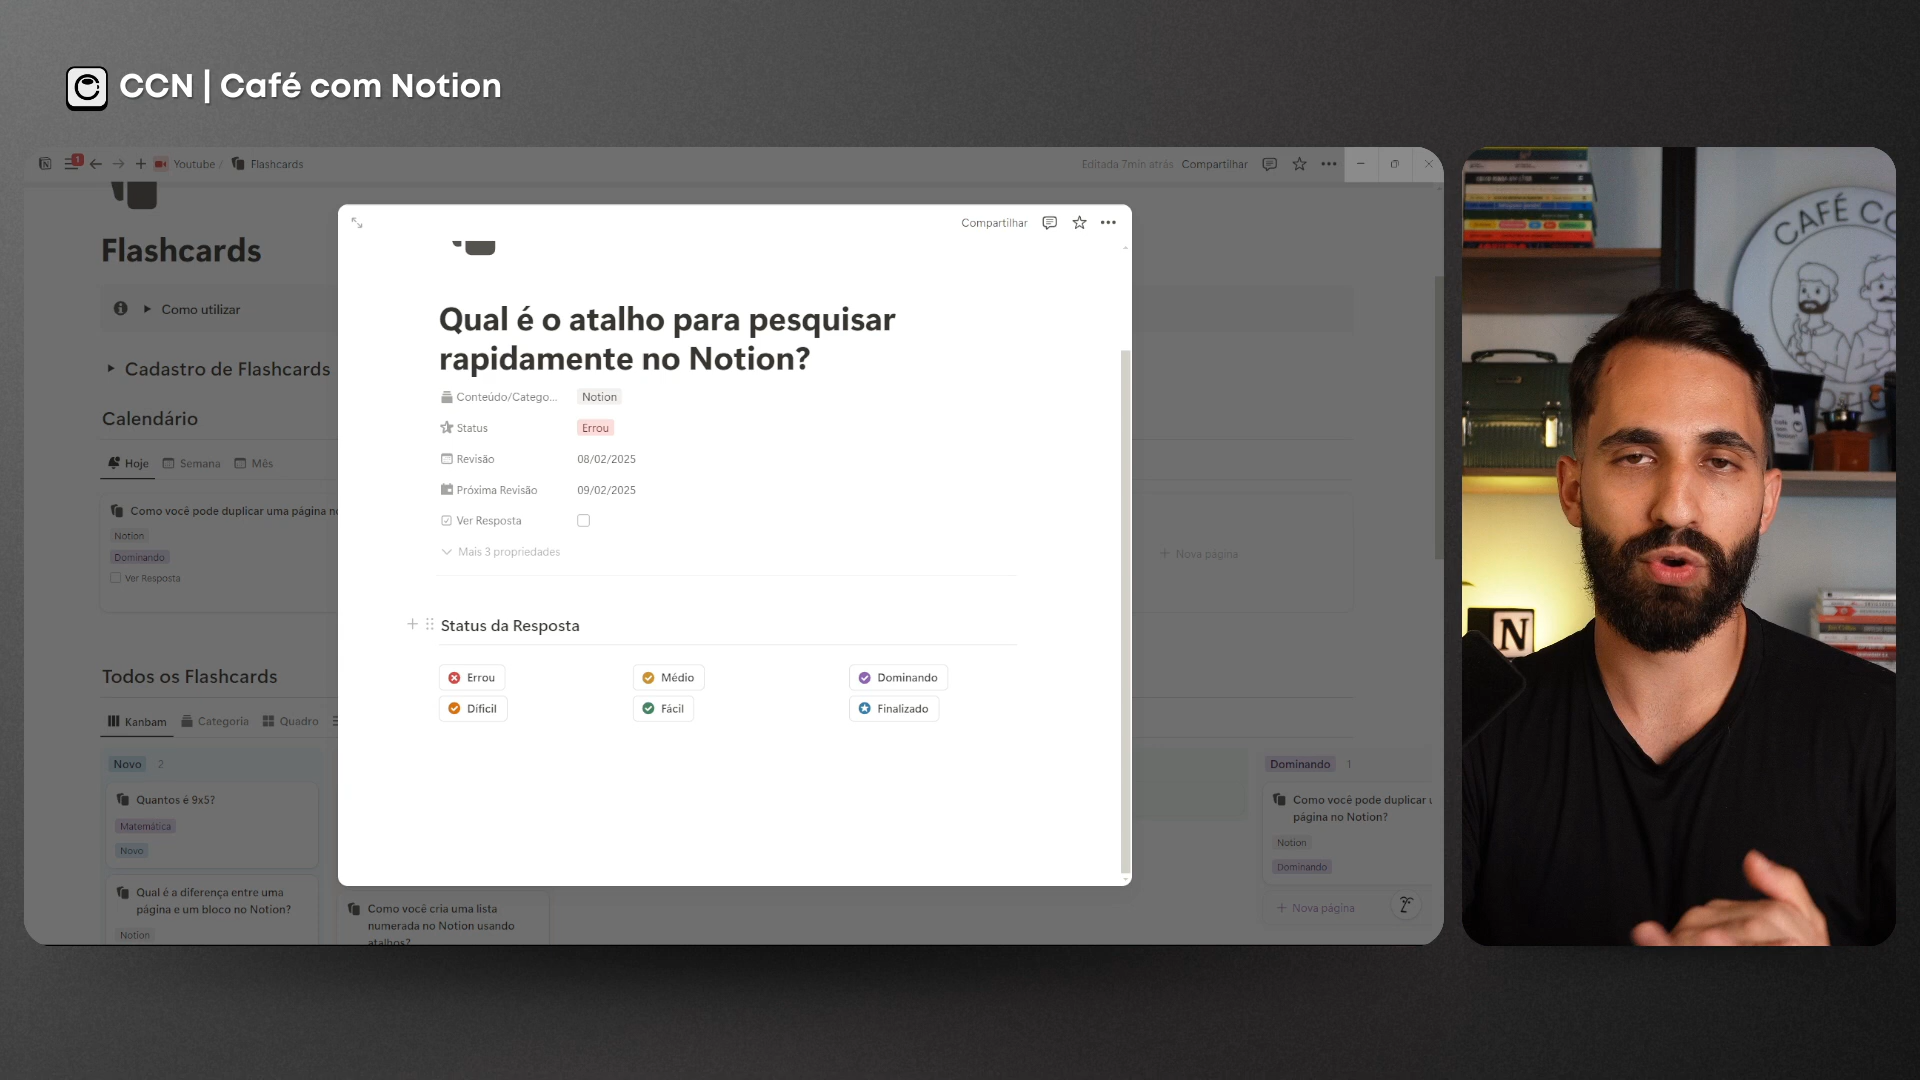 CCN | Café com Notion
1
Youtube / Flashcards
Editada 7min atrás Compartilhar
Flashcards
Como utilizar
Cadastro de Flashcards
Calendário
Hoje Semana Mês
Como você pode duplicar uma página n
Notion
Dominando
Ver Resposta
Nova página
Todos os Flashcards
Kanbam Categoria Quadro
Novo 2
Quantos é 9x5?
Matemática
Novo
Qual é a diferença entre uma
página e um bloco no Notion?
Notion
Como você cria uma lista
numerada no Notion usando
atalhos?
Dominando 1
Como você pode duplicar
página no Notion?
Notion
Dominando
Nova página
Compartilhar
Qual é o atalho para pesquisar
rapidamente no Notion?
Conteúdo/Catego... Notion
Status Errou
Revisão 08/02/2025
Próxima Revisão 09/02/2025
Ver Resposta
Mais 3 propriedades
Status da Resposta
Errou Médio Dominando
Difícil Fácil Finalizado
CAFÉ CO
N